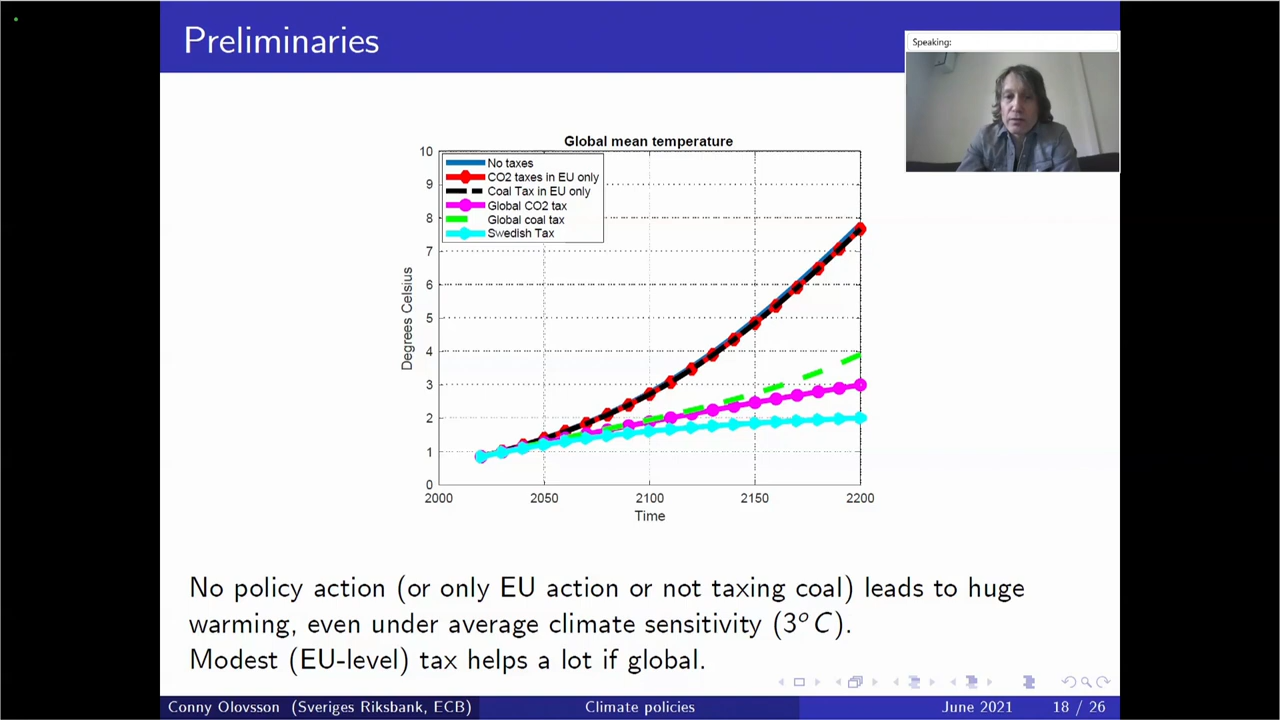 Preliminaries
Speaking:
Global mean temperature
No taxes
CO2 taxes in EU only
Coal Tax in EU only
Global CO2 tax
Global coal tax
Swedish Tax
10
9
8
7
6
5
4
3
2
1
0
Degrees Celsius
2000 2050 2100 2150 2200
Time
No policy action (or only EU action or not taxing coal) leads to huge
warming, even under average climate sensitivity (3° C).
Modest (EU-level) tax helps a lot if global.
Conny Olovsson (Sveriges Riksbank, ECB) Climate policies June 2021 18 / 26